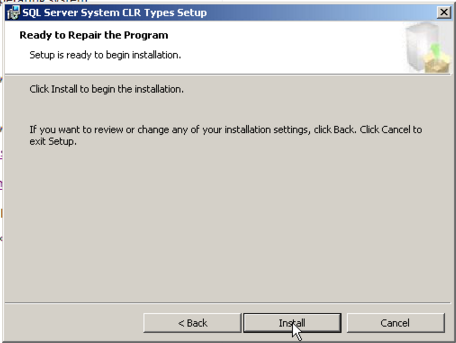 SQL Server System CLR Types Setup
Ready to Repair the Program
Setup is ready to begin installation.
Click Install to begin the installation.
If you want to review or change any of your installation settings, click Back. Click Cancel to
exit Setup.
< Back
Install
Cancel